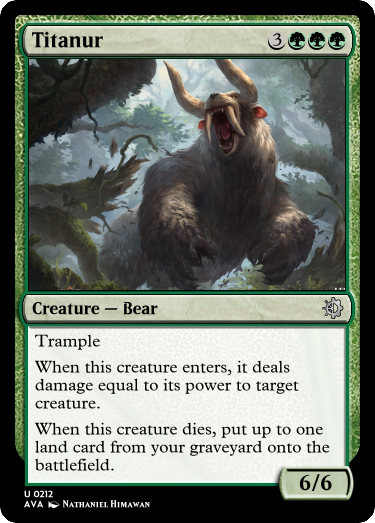 Titanur 3
Creature — Bear
Trample
When this creature enters, it deals
damage equal to its power to target
creature.
When this creature dies, put up to one
land card from your graveyard onto the
battlefield.
6/6
U 0212
AVA NATHANIEL HIMAWAN